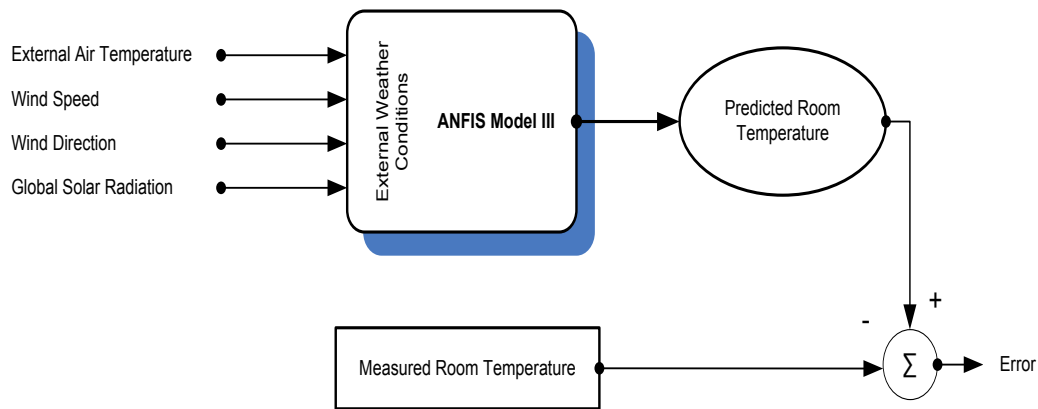 External Air Temperature
Wind Speed
Wind Direction
Global Solar Radiation
External Weather
Conditions
ANFIS Model III
Predicted Room
Temperature
-
+
Measured Room Temperature
Σ
Error